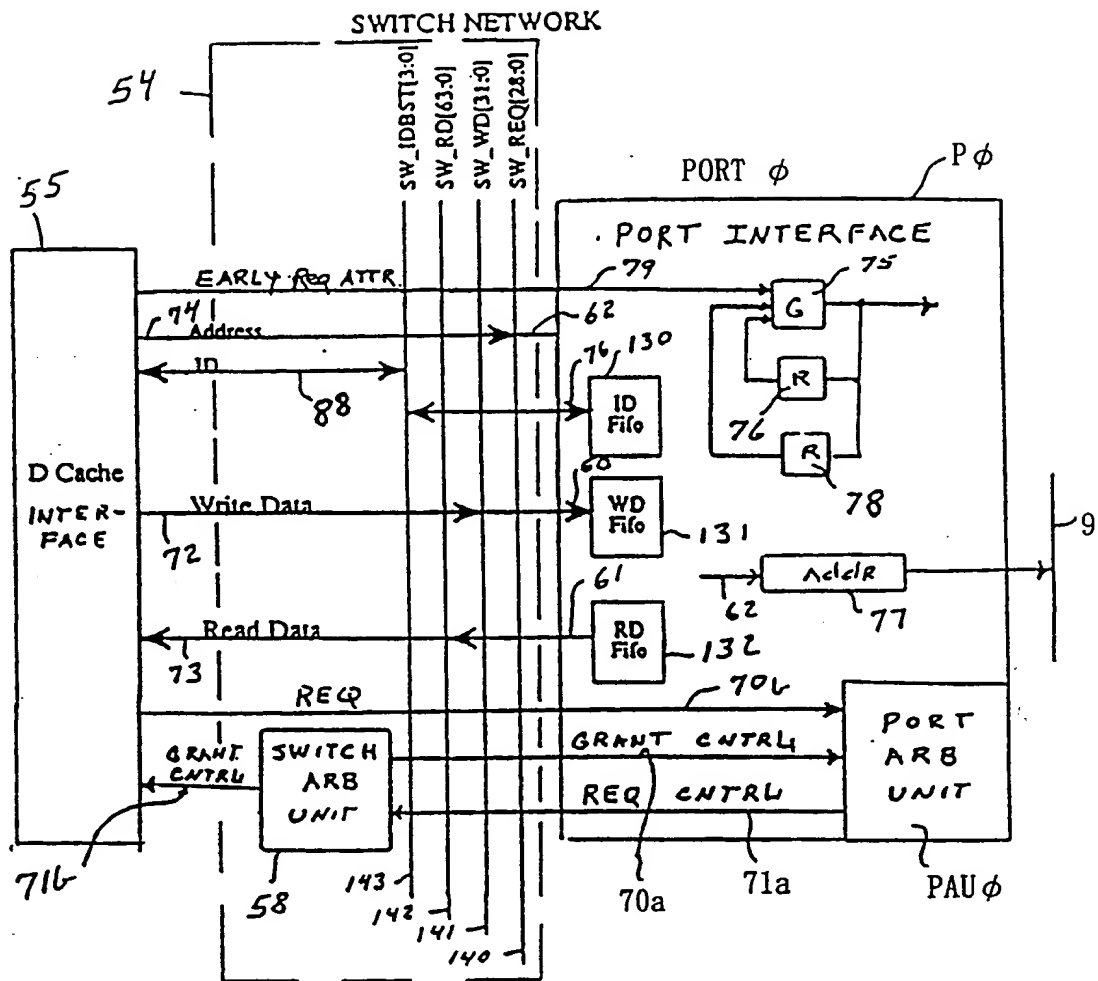 SWITCH NETWORK
54
SW_IDBST[3:0]
SW_RD[63:0]
SW_WD[31:0]
SW_REQ[28:0]
PORT φ
Pφ
55
PORT INTERFACE
EARLY Req ATTR.
79
75
G
74
Address
62
ID
88
76
130
ID
Fifo
R
76
R
78
D Cache
INTER-
FACE
Write Data
72
60
WD
Fifo
131
9
61
62
AddR
77
Read Data
73
RD
Fifo
132
REQ
70b
GRANT
CNTRL
SWITCH
ARB
UNIT
GRANT CNTRL
REQ CNTRL
PORT
ARB
UNIT
71b
58
143
142
141
140
70a
71a
PAUφ